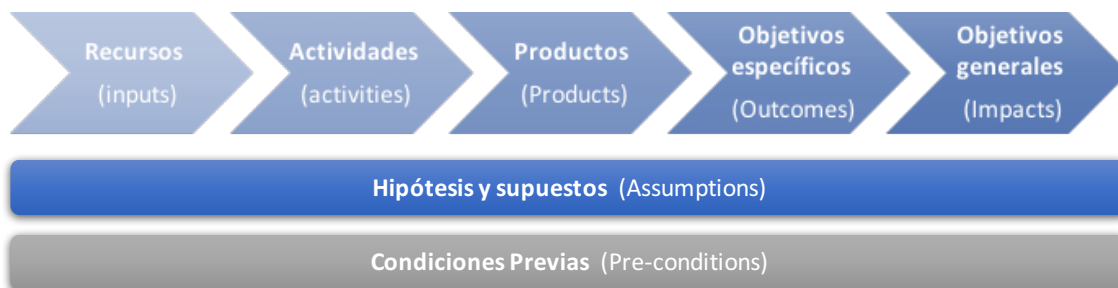 Recursos
(inputs)
Actividades
(activities)
Productos
(Products)
Objetivos
específicos
(Outcomes)
Objetivos
generales
(Impacts)
Hipótesis y supuestos (Assumptions)
Condiciones Previas (Pre-conditions)